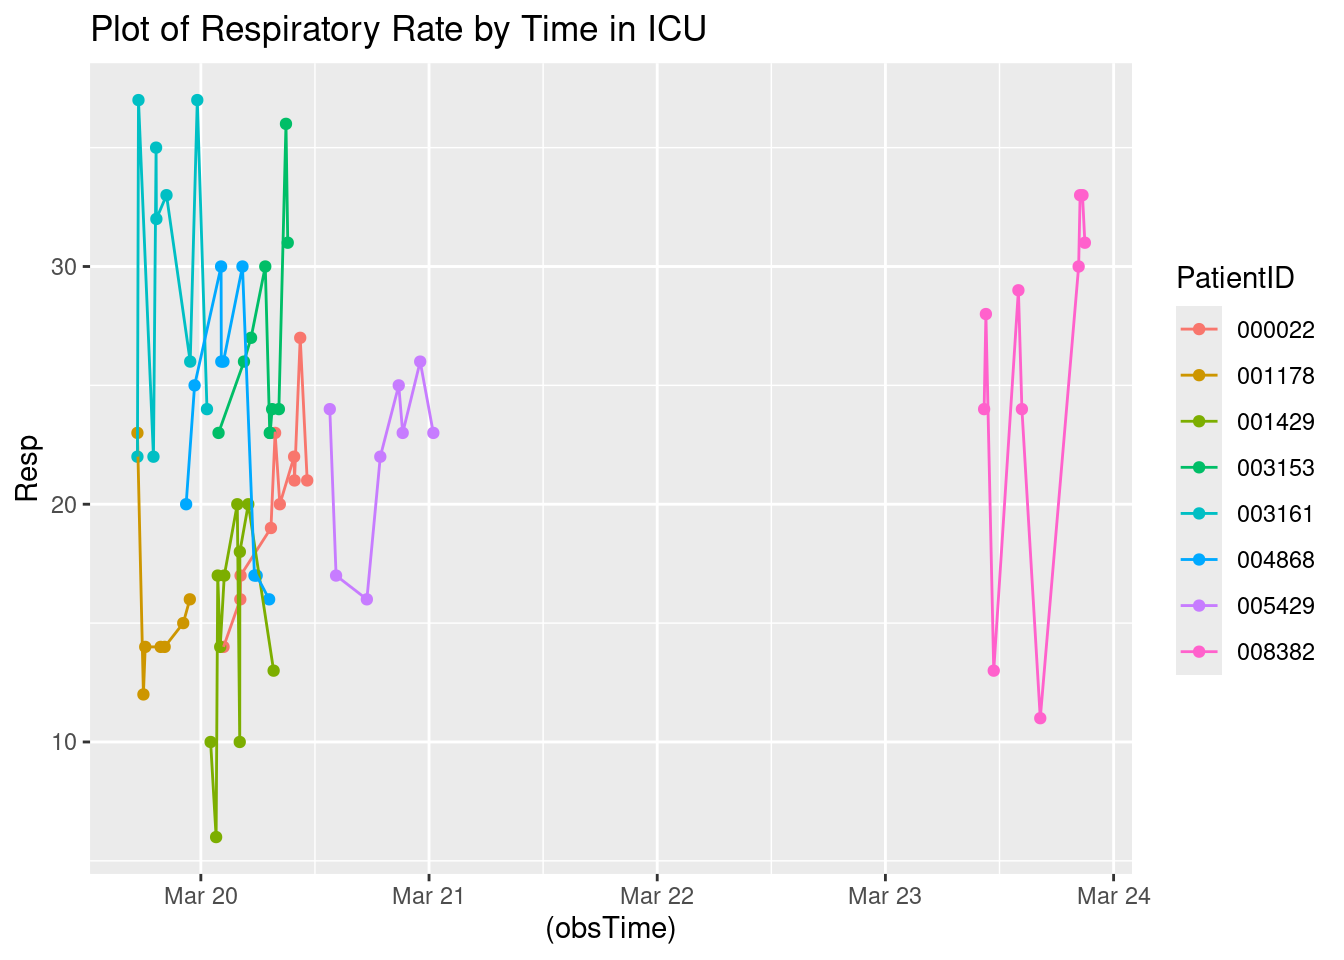 Plot of Respiratory Rate by Time in ICU
Resp
30
20
10
Mar 20 Mar 21 Mar 22 Mar 23 Mar 24
(obsTime)
PatientID
000022
001178
001429
003153
003161
004868
005429
008382